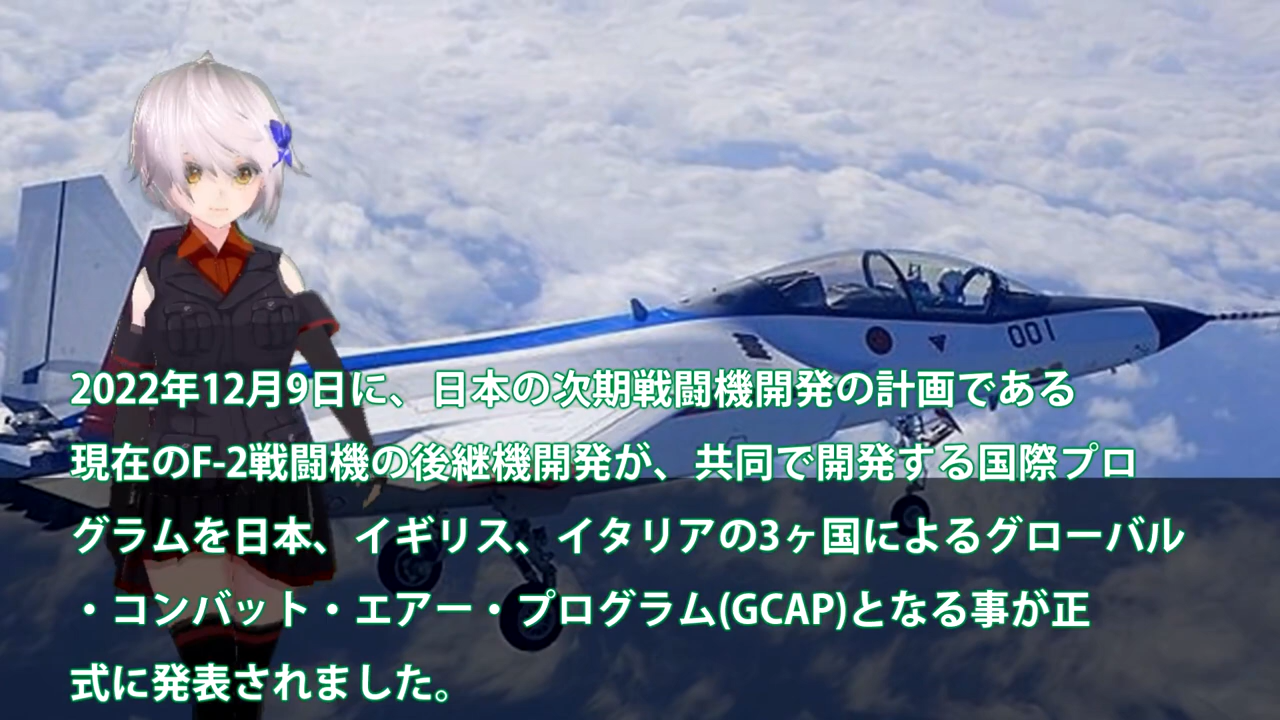 001
2022年12月9日に、日本の次期戦闘機開発の計画である
現在のF-2戦闘機の後継機開発が、共同で開発する国際プロ
グラムを日本、イギリス、イタリアの3ヶ国によるグローバル
・コンバット・エアー・プログラム(GCAP)となる事が正
式に発表されました。